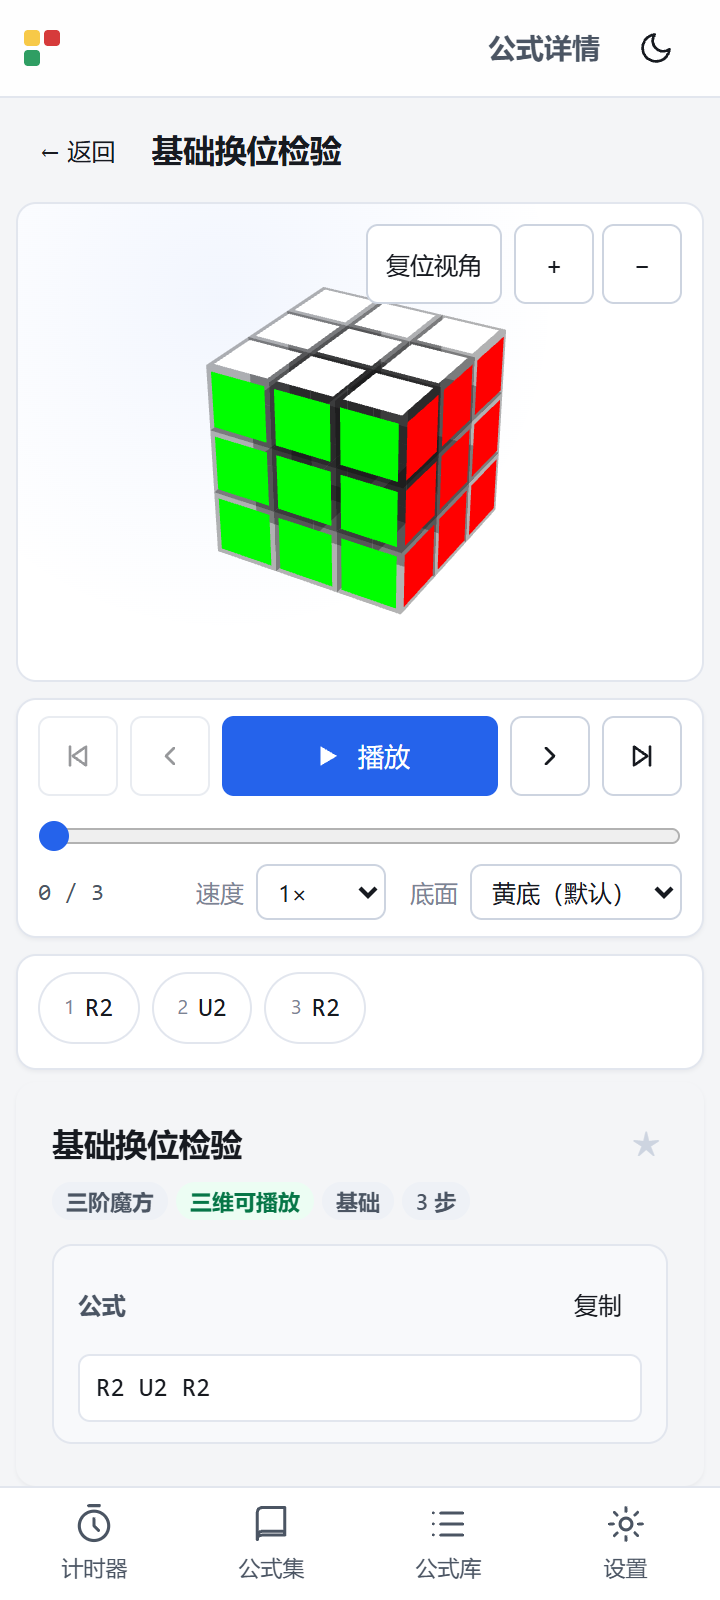 公式详情
← 返回 基础换位检验
复位视角 + −
播放
0 / 3 速度 1× 底面 黄底（默认）
1 R2 2 U2 3 R2
基础换位检验 ★
三阶魔方 三维可播放 基础 3 步
公式 复制
R2 U2 R2
计时器 公式集 公式库 设置